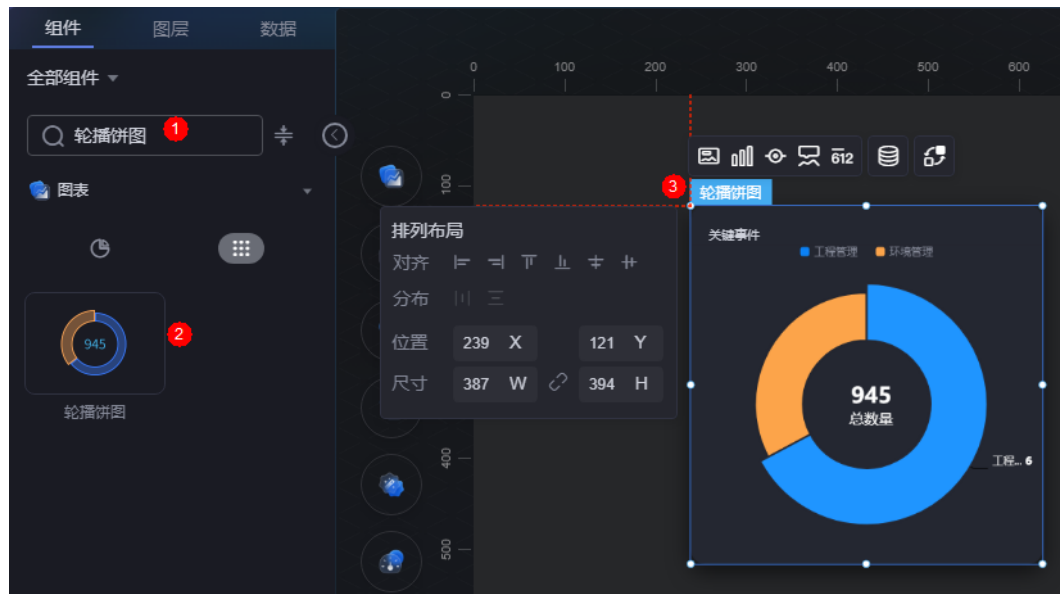 组件 图层 数据
全部组件
轮播饼图 1
图表
945
2
轮播饼图
0 100 200 300 400 500 600
0
100
400
500
排列布局
对齐
分布
位置 239 X 121 Y
尺寸 387 W 394 H
612
3 轮播饼图
关键事件
工程管理 环境管理
945
总数量
工程... 6